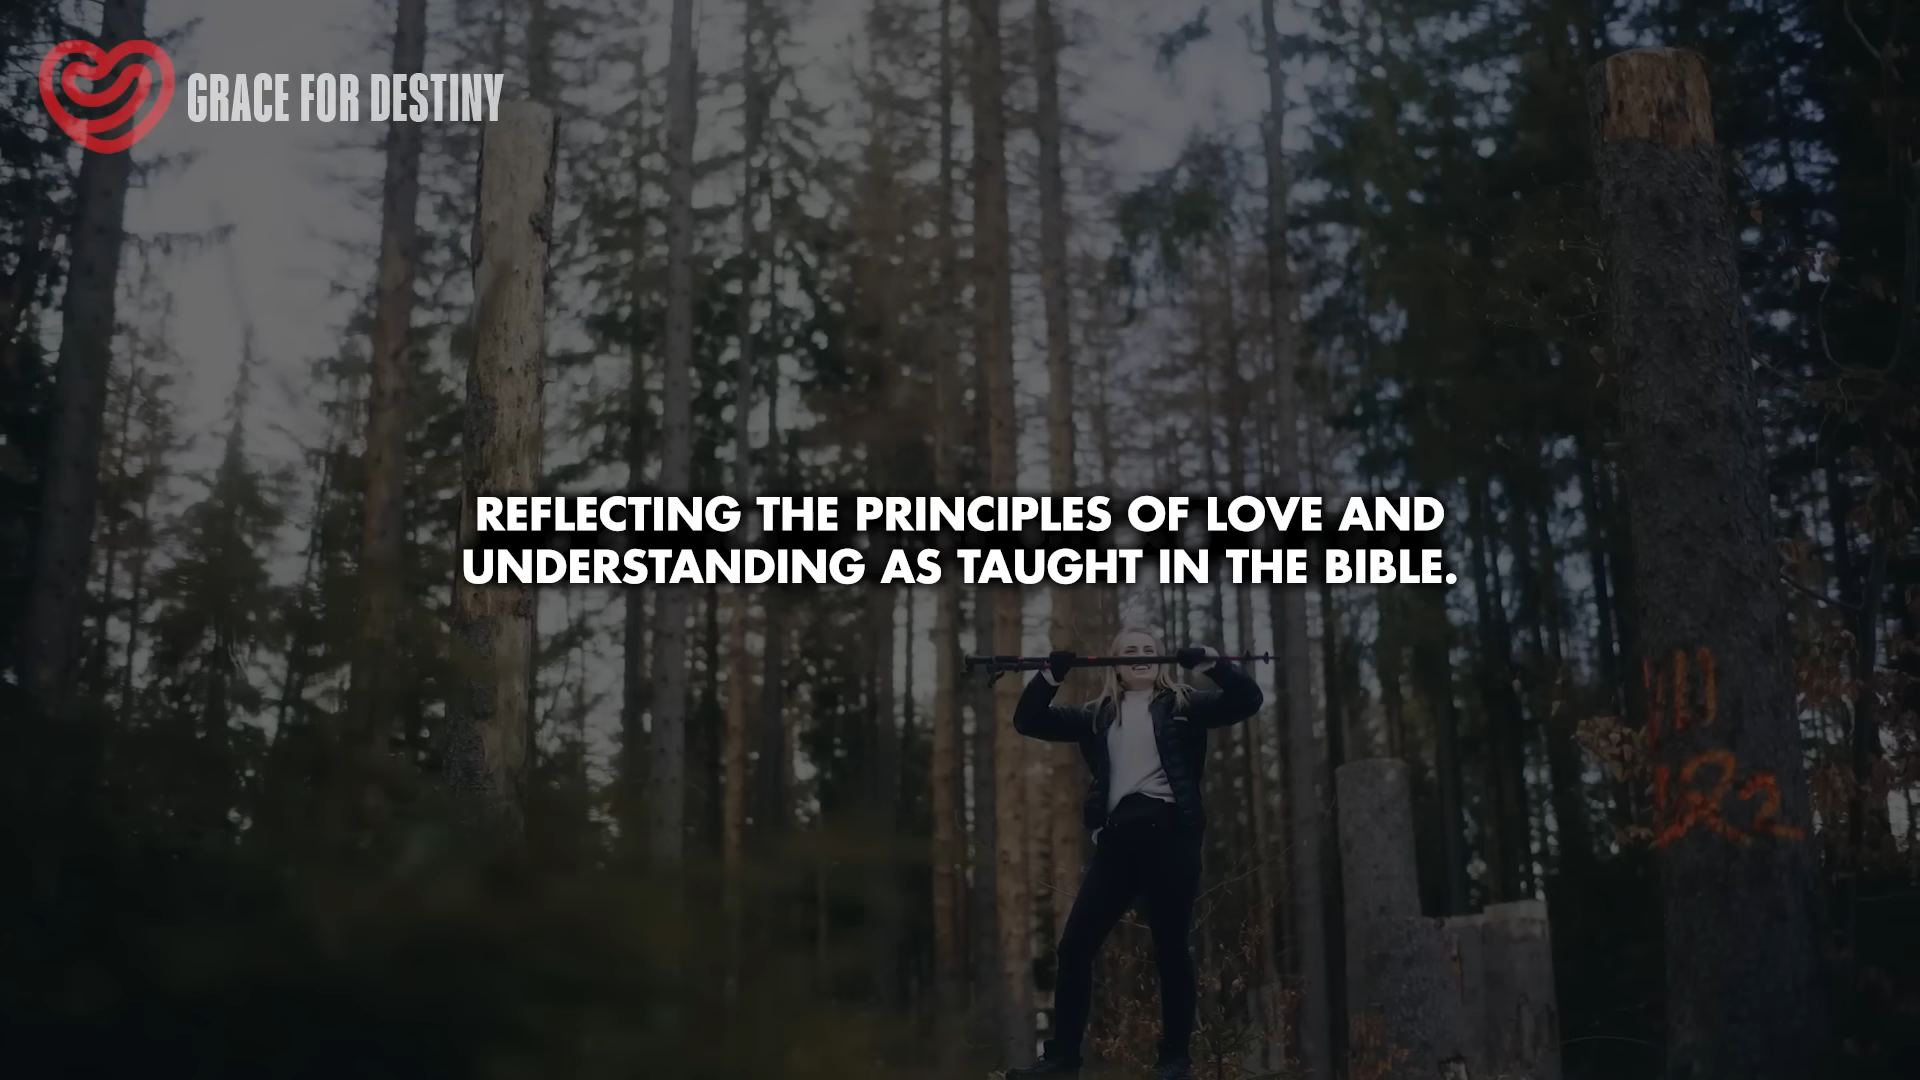 GRACE FOR DESTINY
REFLECTING THE PRINCIPLES OF LOVE AND
UNDERSTANDING AS TAUGHT IN THE BIBLE.